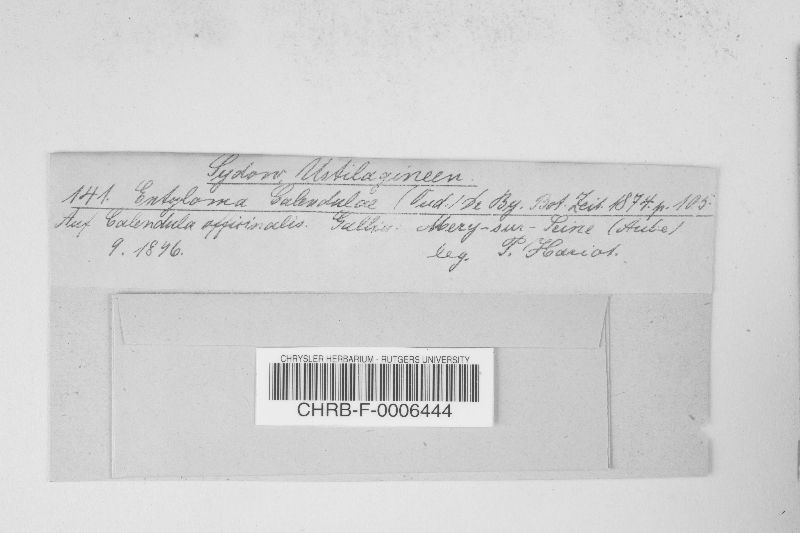 Sydow, Ustilagineen.
141. Entyloma Calendulae (Oud.) De By. Bot. Zeit. 1874. p. 105.
Auf Calendula officinalis. Gallia: Mery-sur-Seine (Aube)
9. 1896. leg. P. Hariot.
CHRYSLER HERBARIUM - RUTGERS UNIVERSITY
CHRB-F-0006444